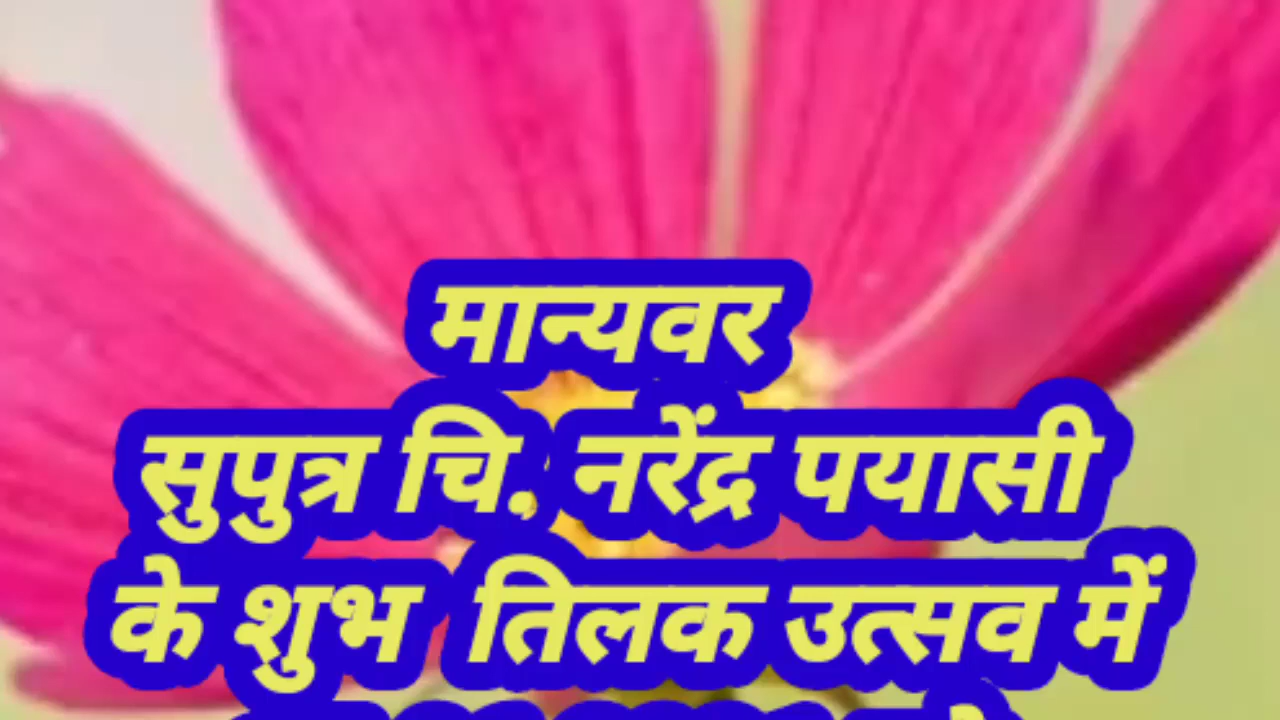 मान्यवर
सुपुत्र चि. नरेंद्र पयासी
के शुभ तिलक उत्सव में